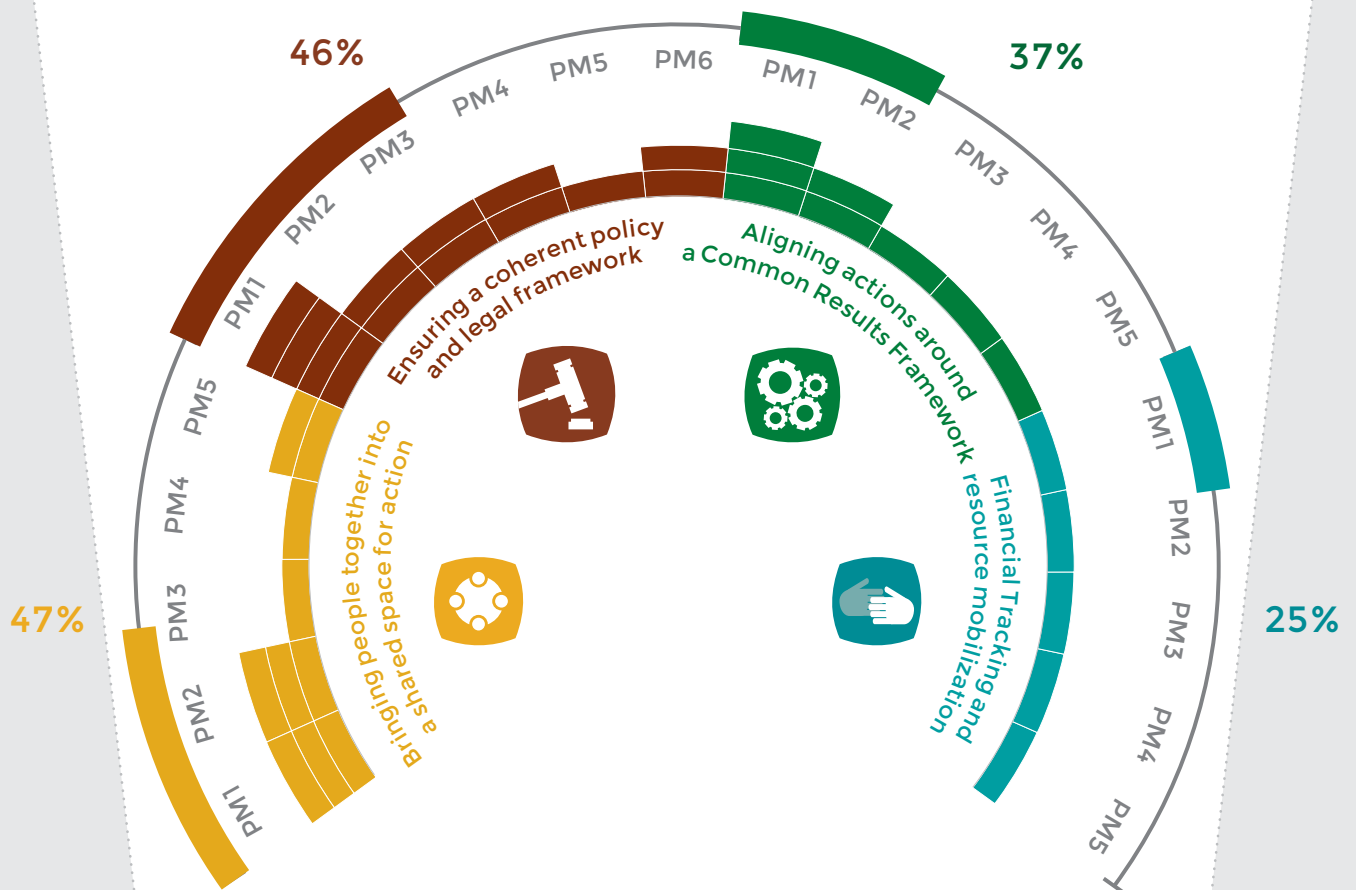 47%
PM1
PM2
PM3
PM4
PM5
Bringing people together into
a shared space for action
46%
PM1
PM2
PM3
PM4
PM5
PM6
Ensuring a coherent policy
and legal framework
37%
PM1
PM2
PM3
PM4
PM5
Aligning actions around
a Common Results Framework
25%
PM1
PM2
PM3
PM4
PM5
Financial Tracking and
resource mobilization